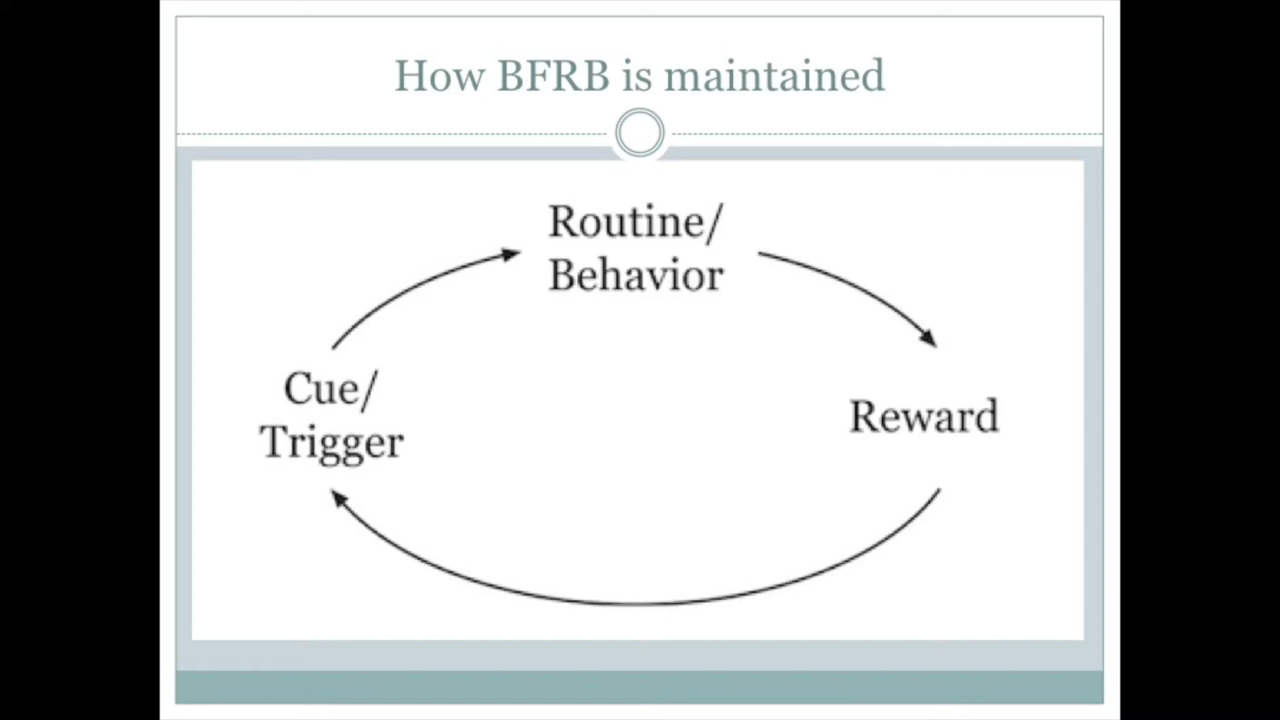 How BFRB is maintained
Routine/
Behavior
Cue/
Trigger
Reward